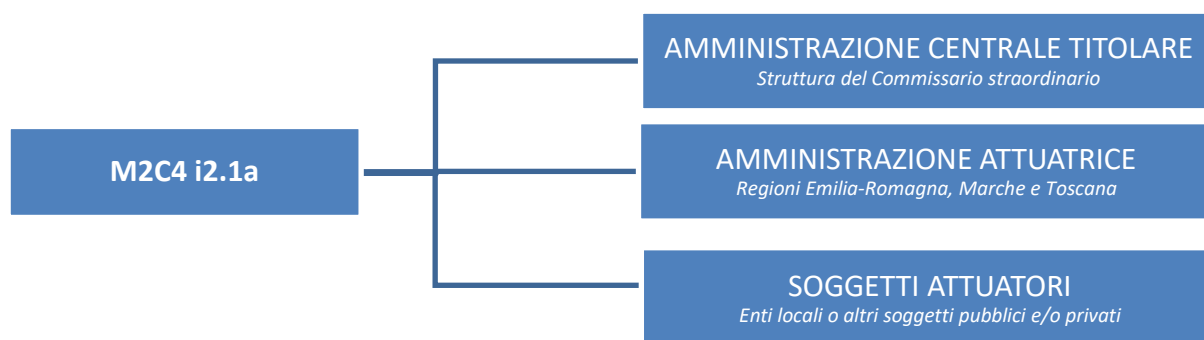 AMMINISTRAZIONE CENTRALE TITOLARE
Struttura del Commissario straordinario
M2C4 i2.1a
AMMINISTRAZIONE ATTUATRICE
Regioni Emilia-Romagna, Marche e Toscana
SOGGETTI ATTUATORI
Enti locali o altri soggetti pubblici e/o privati